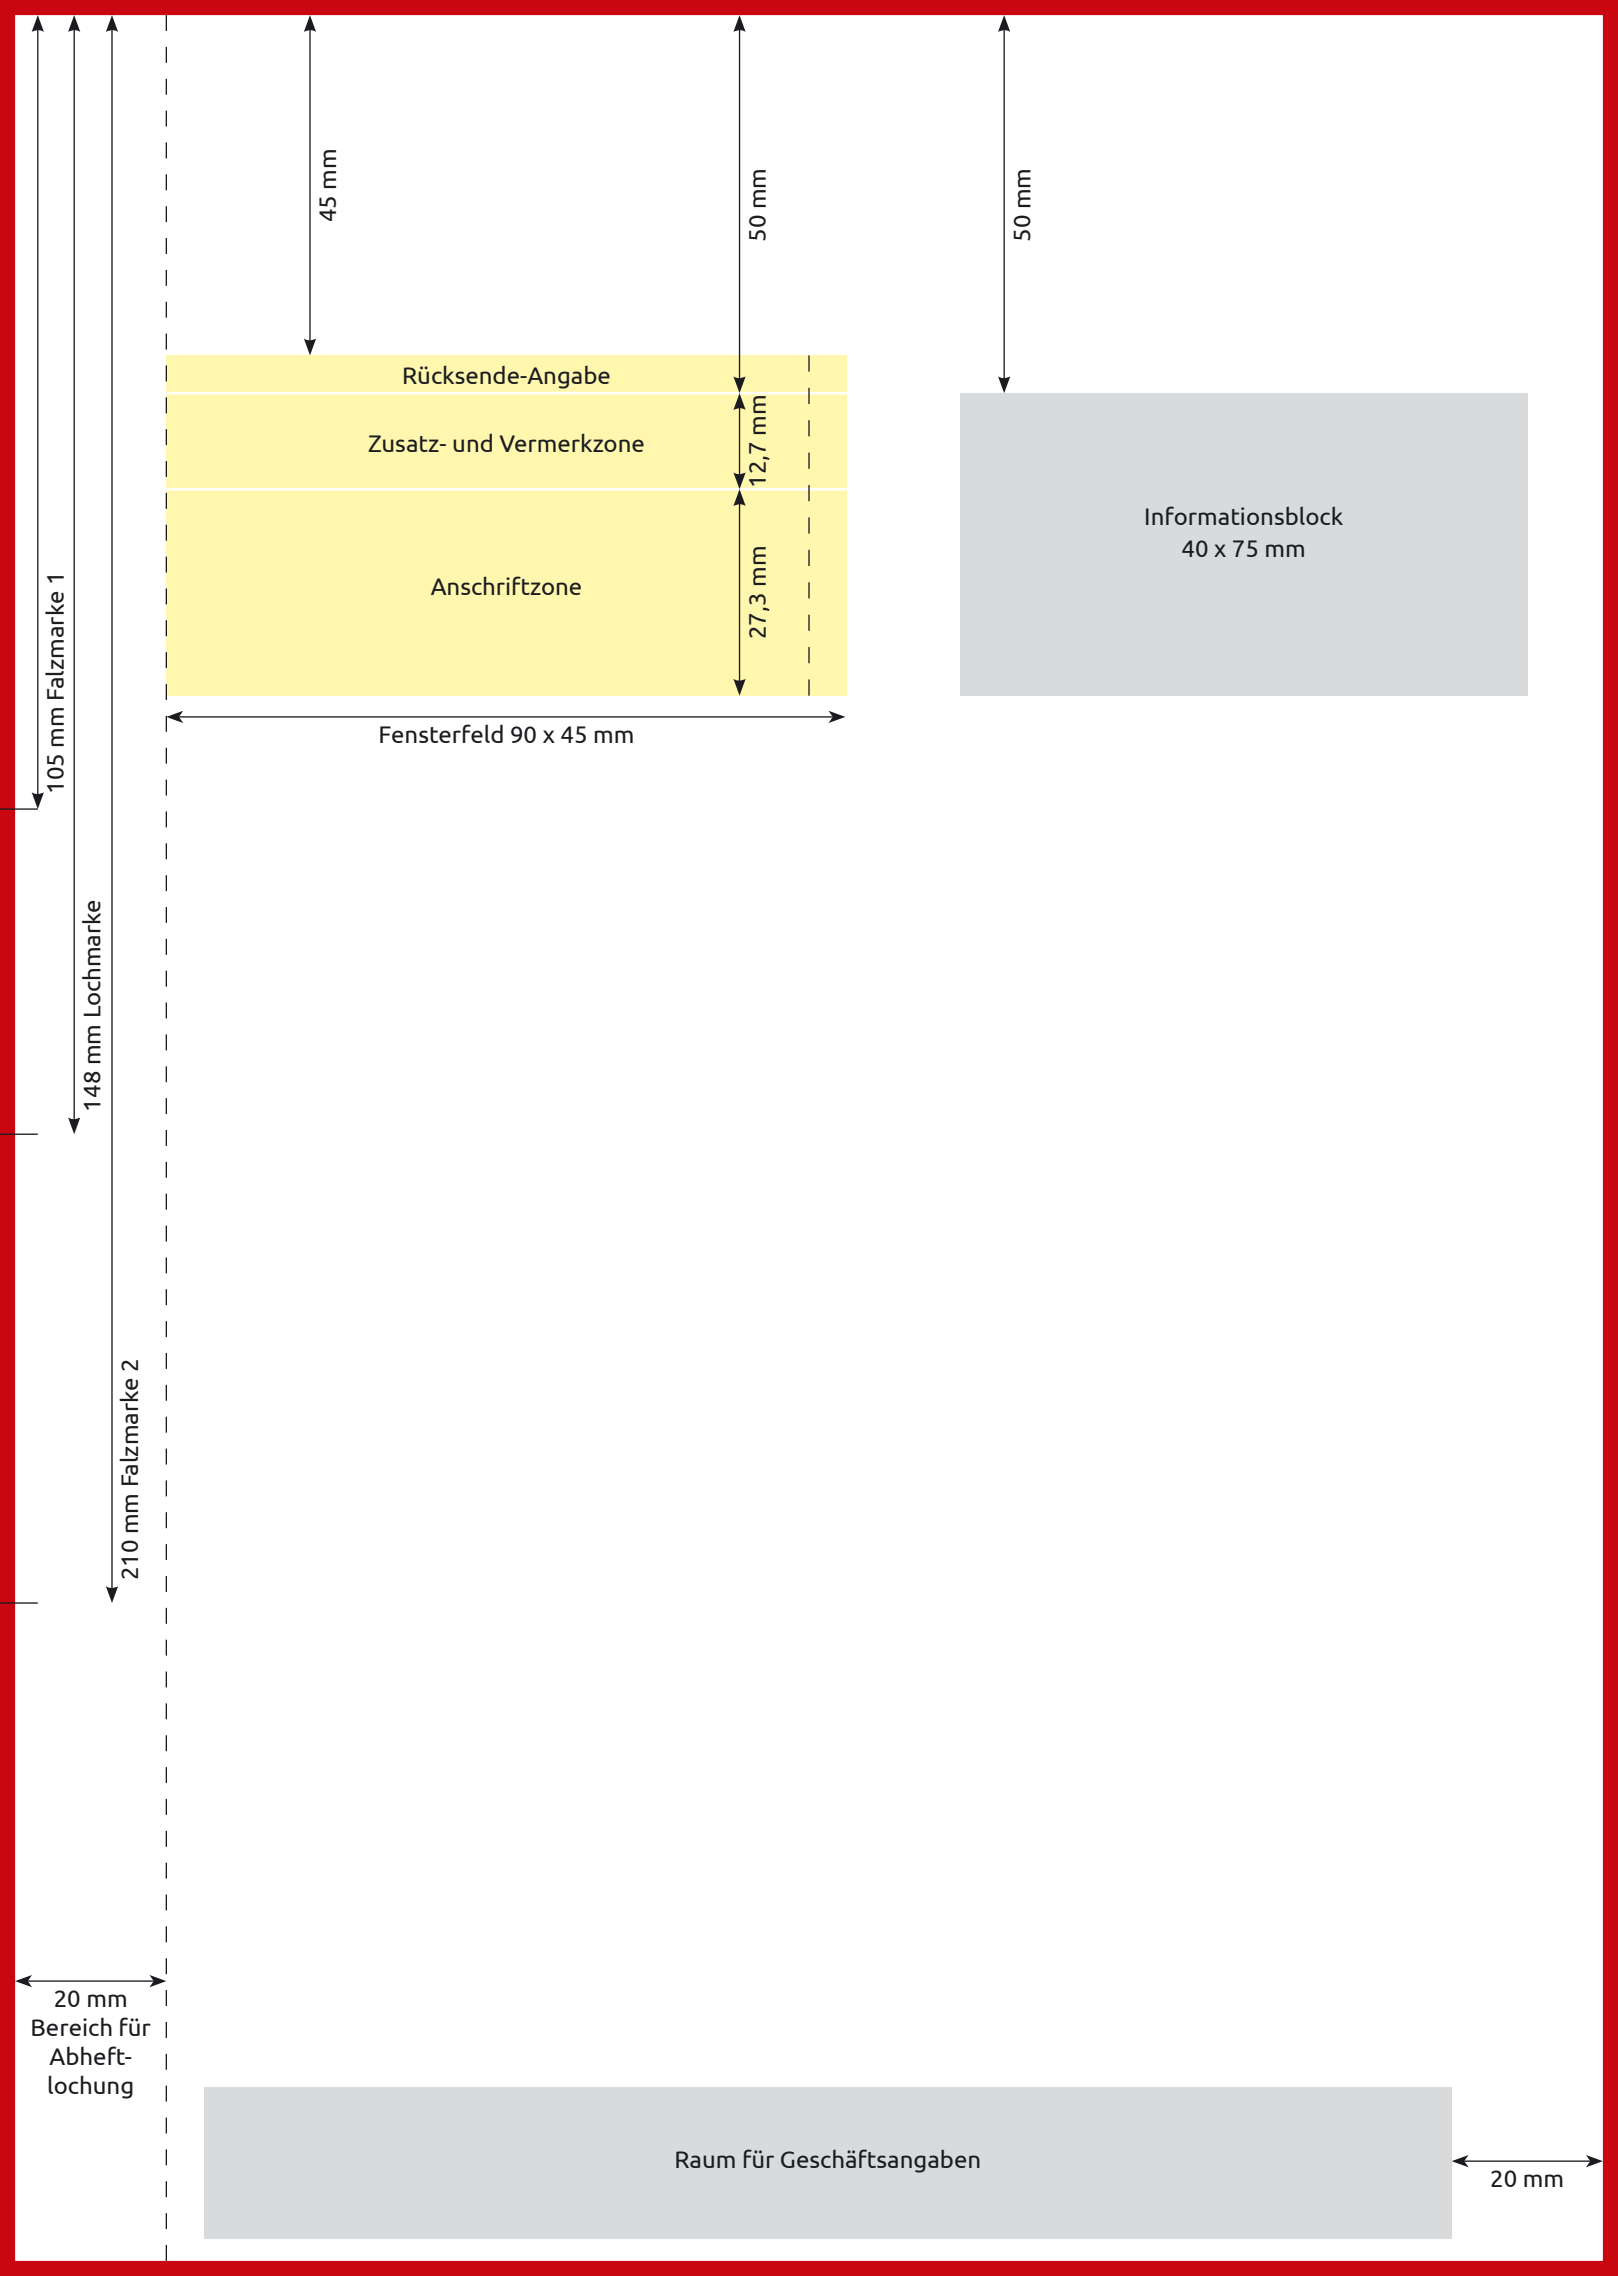 45 mm
50 mm
50 mm
Rücksende-Angabe
12,7 mm
Zusatz- und Vermerkzone
Informationsblock
40 x 75 mm
Anschriftzone
27,3 mm
Fensterfeld 90 x 45 mm
105 mm Falzmarke 1
148 mm Lochmarke
210 mm Falzmarke 2
20 mm
Bereich für
Abheft-
lochung
Raum für Geschäftsangaben
20 mm